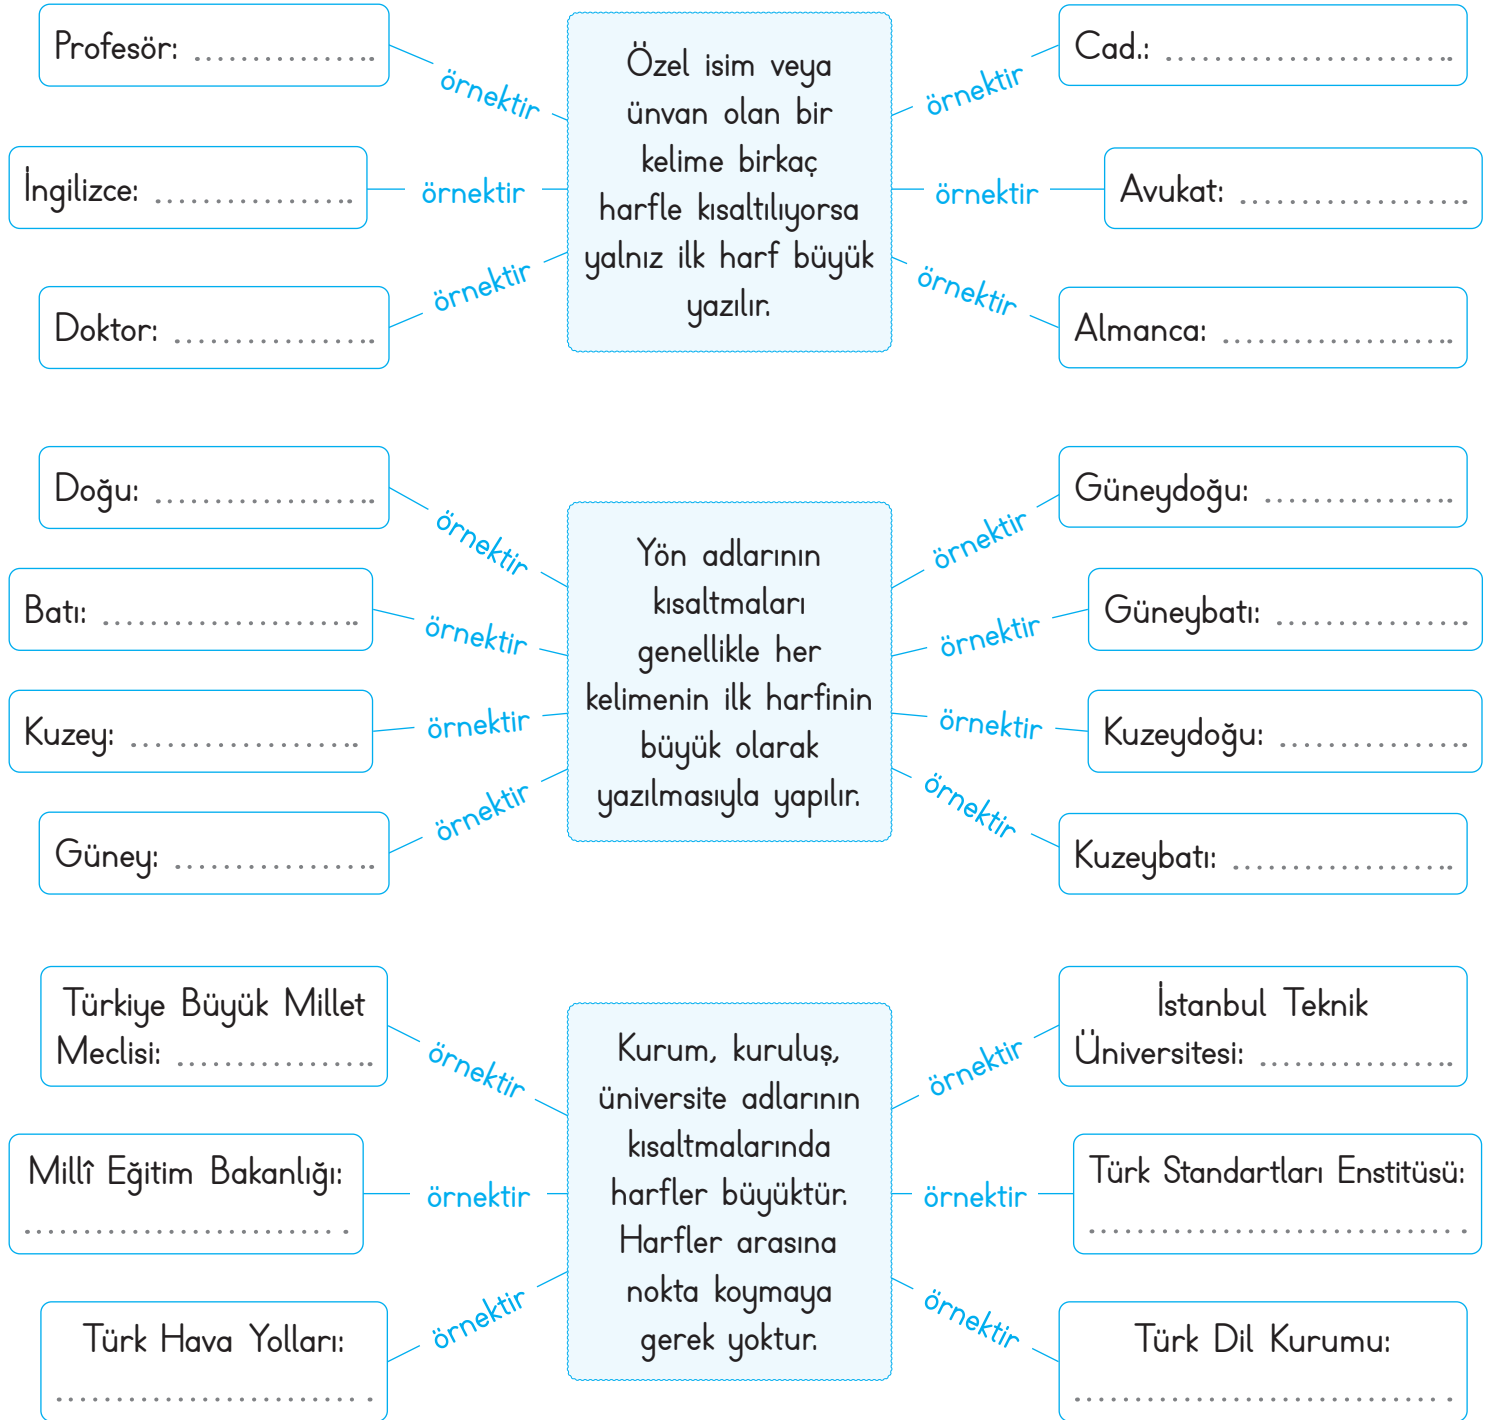 Profesör: ................
örnektir
İngilizce: .................
örnektir
Doktor: .................
örnektir
Özel isim veya
ünvan olan bir
kelime birkaç
harfle kısaltılıyorsa
yalnız ilk harf büyük
yazılır.
örnektir
Cad.: ........................
örnektir
Avukat: ...................
örnektir
Almanca: ...................
Doğu: ...................
örnektir
Batı: .....................
örnektir
Kuzey: ...................
örnektir
Güney: .................
örnektir
Yön adlarının
kısaltmaları
genellikle her
kelimenin ilk harfinin
büyük olarak
yazılmasıyla yapılır.
örnektir
Güneydoğu: ................
örnektir
Güneybatı: ................
örnektir
Kuzeydoğu: ................
örnektir
Kuzeybatı: ...................
Türkiye Büyük Millet
Meclisi: .................
örnektir
Millî Eğitim Bakanlığı:
...........................
örnektir
Türk Hava Yolları:
...........................
örnektir
Kurum, kuruluş,
üniversite adlarının
kısaltmalarında
harfler büyüktür.
Harfler arasına
nokta koymaya
gerek yoktur.
örnektir
İstanbul Teknik
Üniversitesi: ................
örnektir
Türk Standartları Enstitüsü:
................................
örnektir
Türk Dil Kurumu:
................................